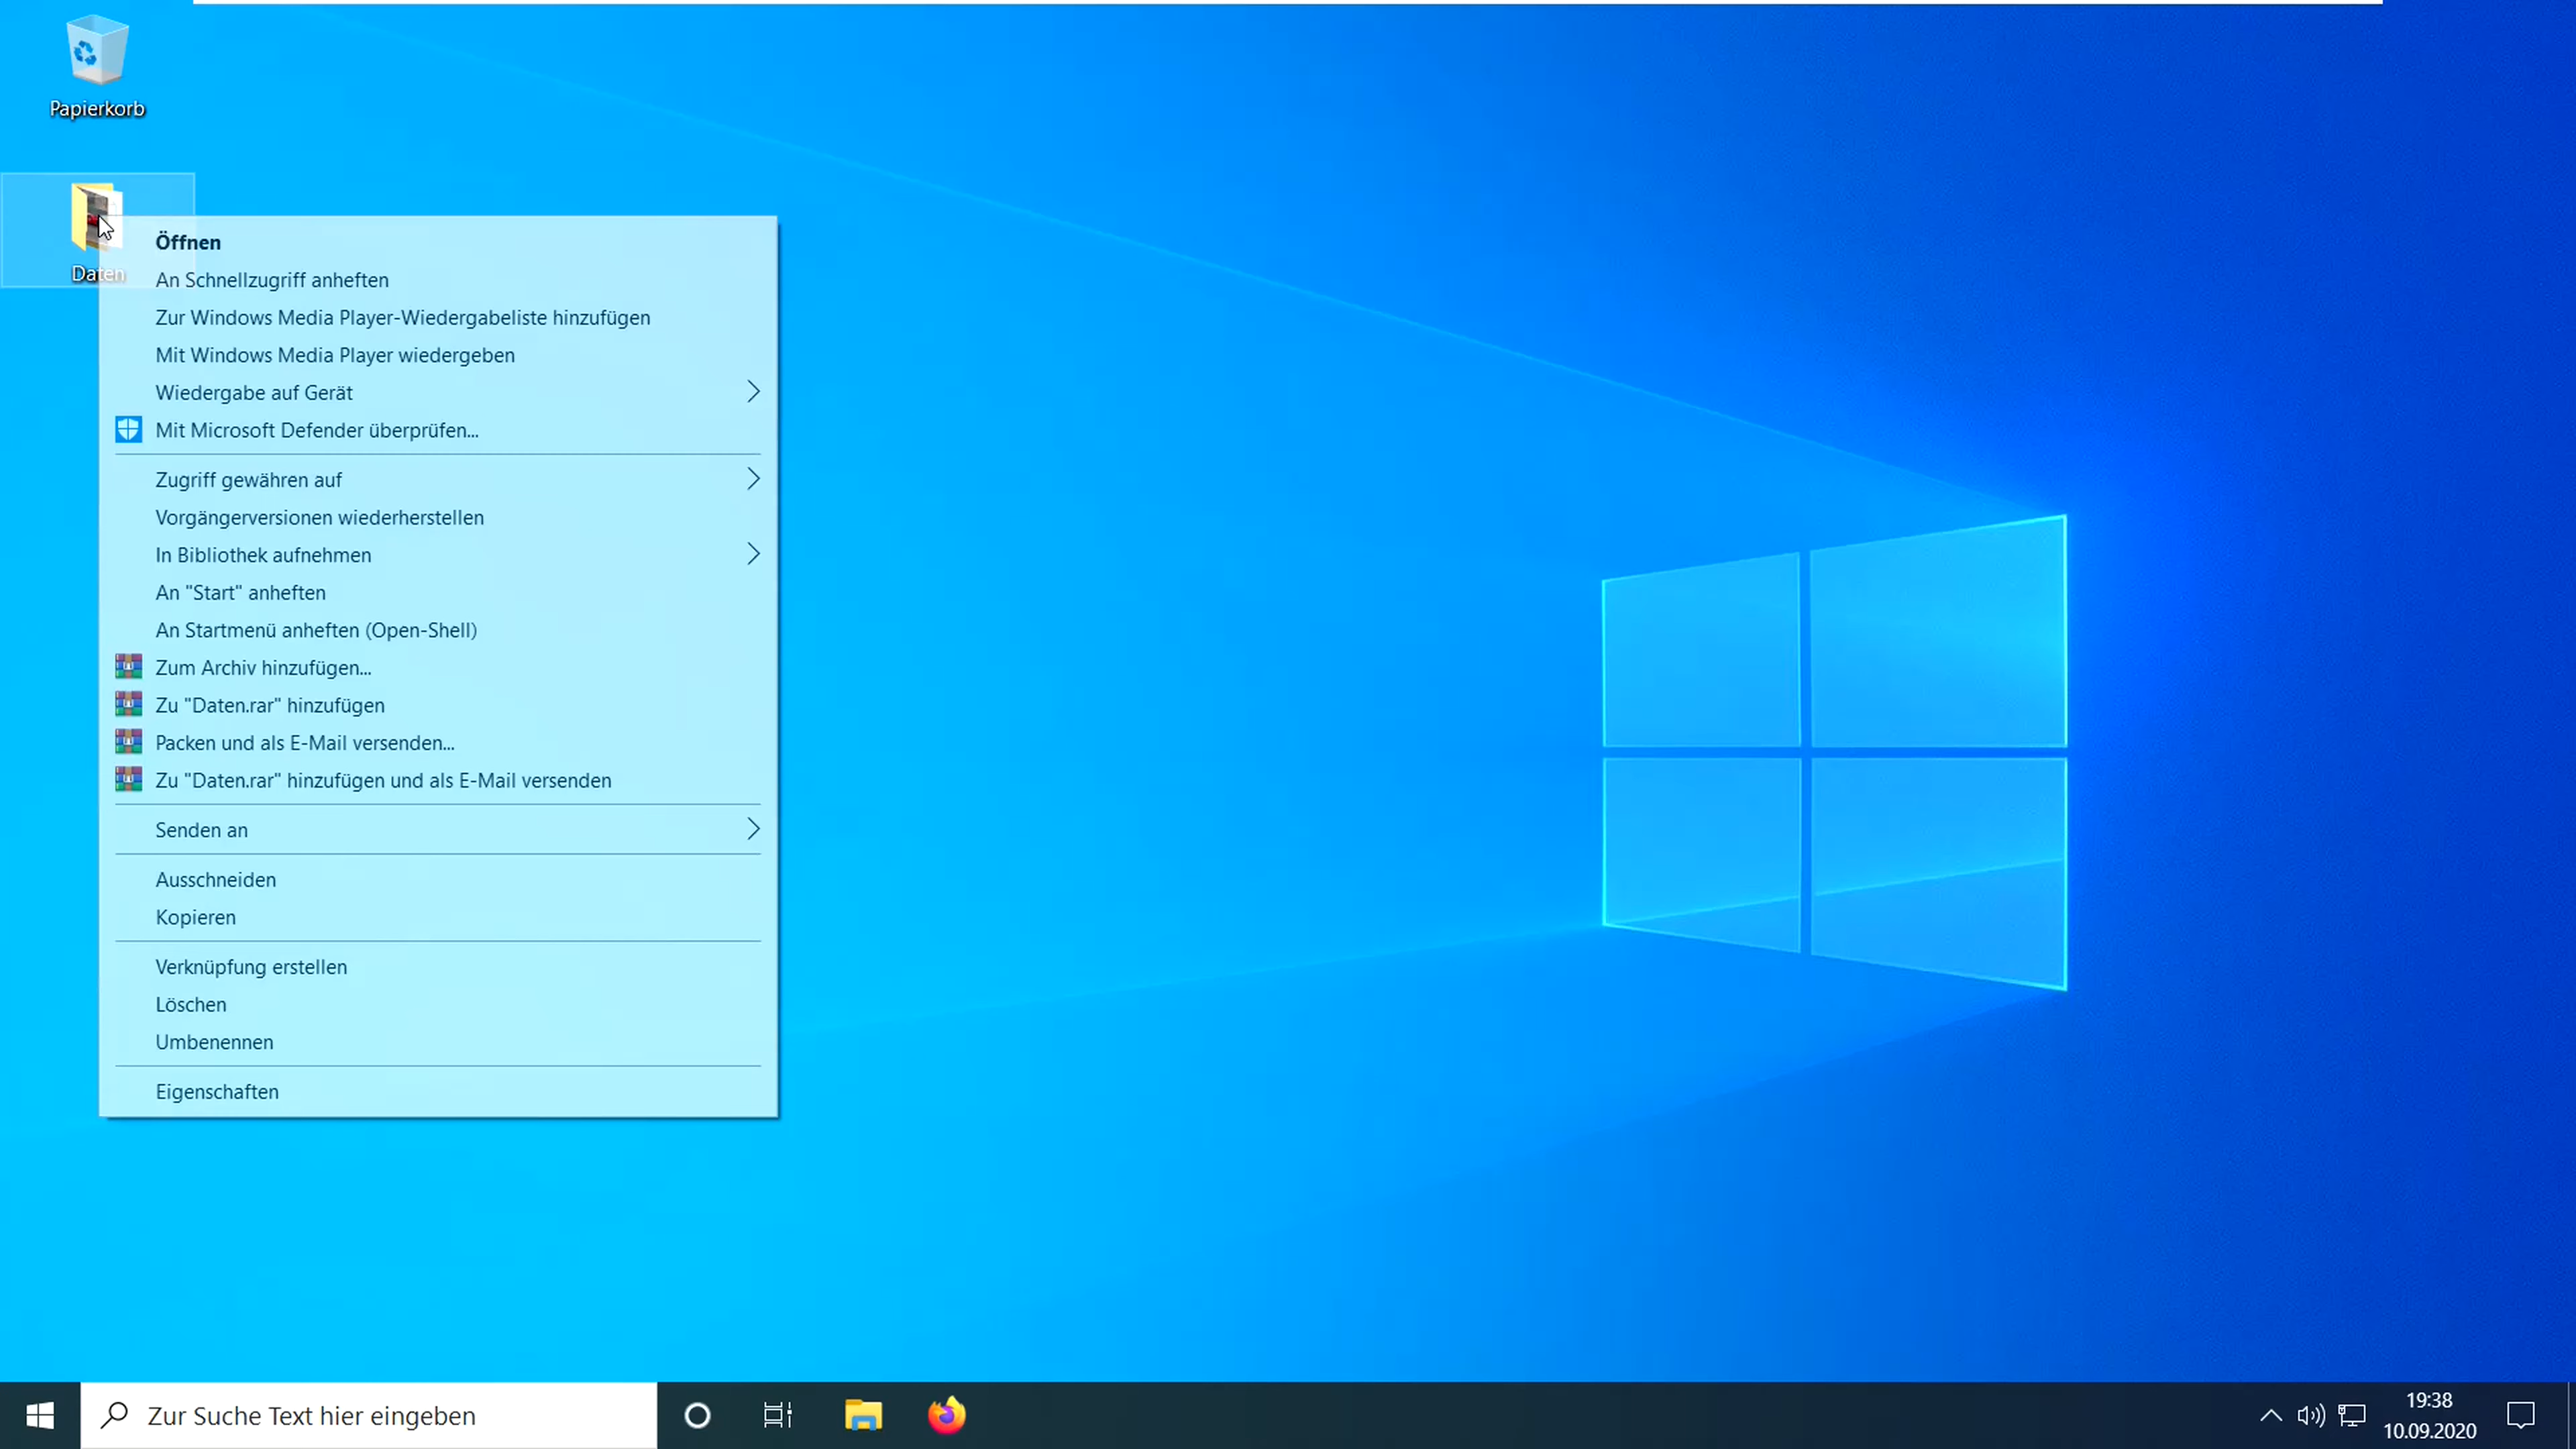 Papierkorb
Daten
Öffnen
An Schnellzugriff anheften
Zur Windows Media Player-Wiedergabeliste hinzufügen
Mit Windows Media Player wiedergeben
Wiedergabe auf Gerät
Mit Microsoft Defender überprüfen...
Zugriff gewähren auf
Vorgängerversionen wiederherstellen
In Bibliothek aufnehmen
An "Start" anheften
An Startmenü anheften (Open-Shell)
Zum Archiv hinzufügen...
Zu "Daten.rar" hinzufügen
Packen und als E-Mail versenden...
Zu "Daten.rar" hinzufügen und als E-Mail versenden
Senden an
Ausschneiden
Kopieren
Verknüpfung erstellen
Löschen
Umbenennen
Eigenschaften
Zur Suche Text hier eingeben
19:38
10.09.2020